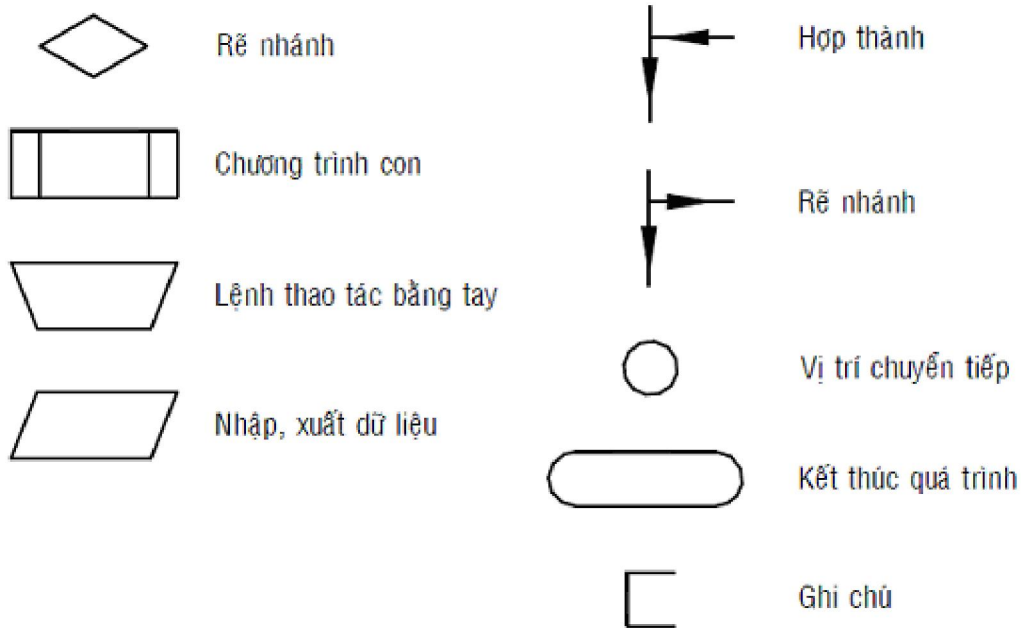 Rẽ nhánh
Chương trình con
Lệnh thao tác bằng tay
Nhập, xuất dữ liệu
Hợp thành
Rẽ nhánh
Vị trí chuyển tiếp
Kết thúc quá trình
Ghi chú